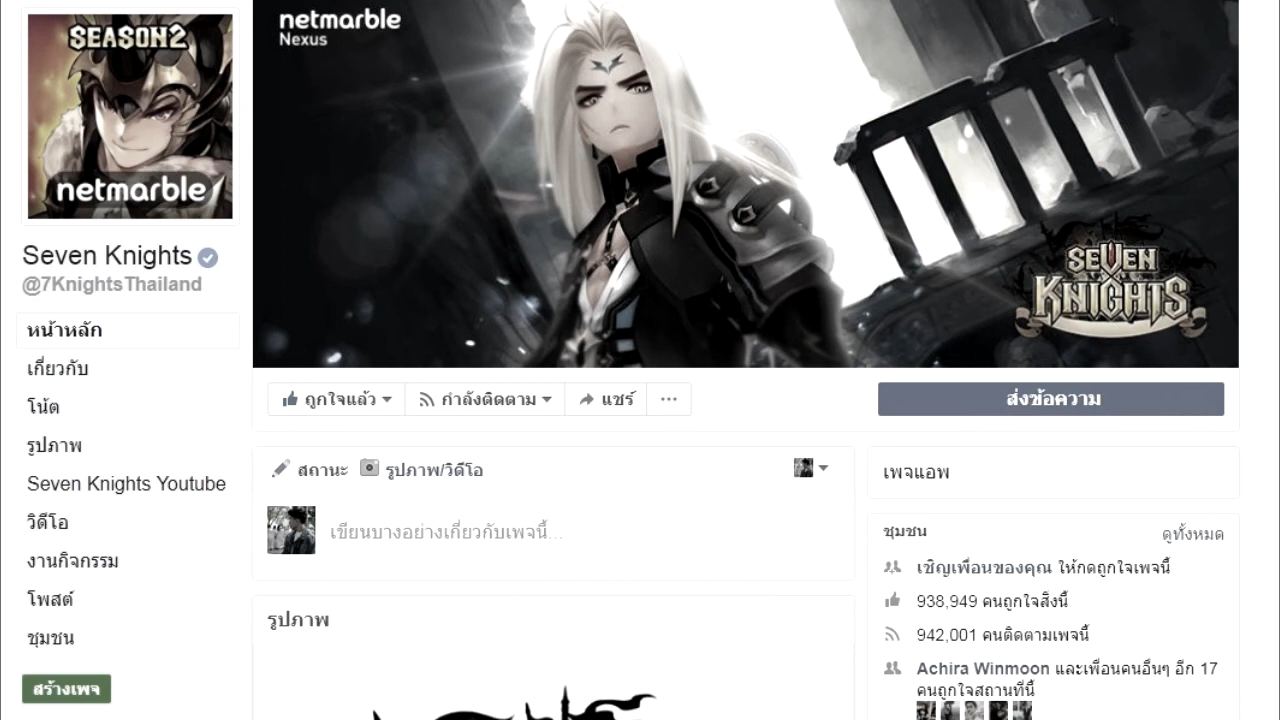 SEASON2
netmarble
netmarble
Nexus
SEVEN
KNIGHTS
Seven Knights
@7KnightsThailand
หน้าหลัก
เกี่ยวกับ
โน้ต
รูปภาพ
Seven Knights Youtube
วิดีโอ
งานกิจกรรม
โพสต์
ชุมชน
สร้างเพจ
ถูกใจแล้ว กำลังติดตาม แชร์ ...
ส่งข้อความ
สถานะ รูปภาพ/วิดีโอ
เขียนบางอย่างเกี่ยวกับเพจนี้...
รูปภาพ
เพจแอพ
ชุมชน ดูทั้งหมด
เชิญเพื่อนของคุณ ให้กดถูกใจเพจนี้
938,949 คนถูกใจสิ่งนี้
942,001 คนติดตามเพจนี้
Achira Winmoon และเพื่อนคนอื่นๆ อีก 17
คนถูกใจสถานที่นี้